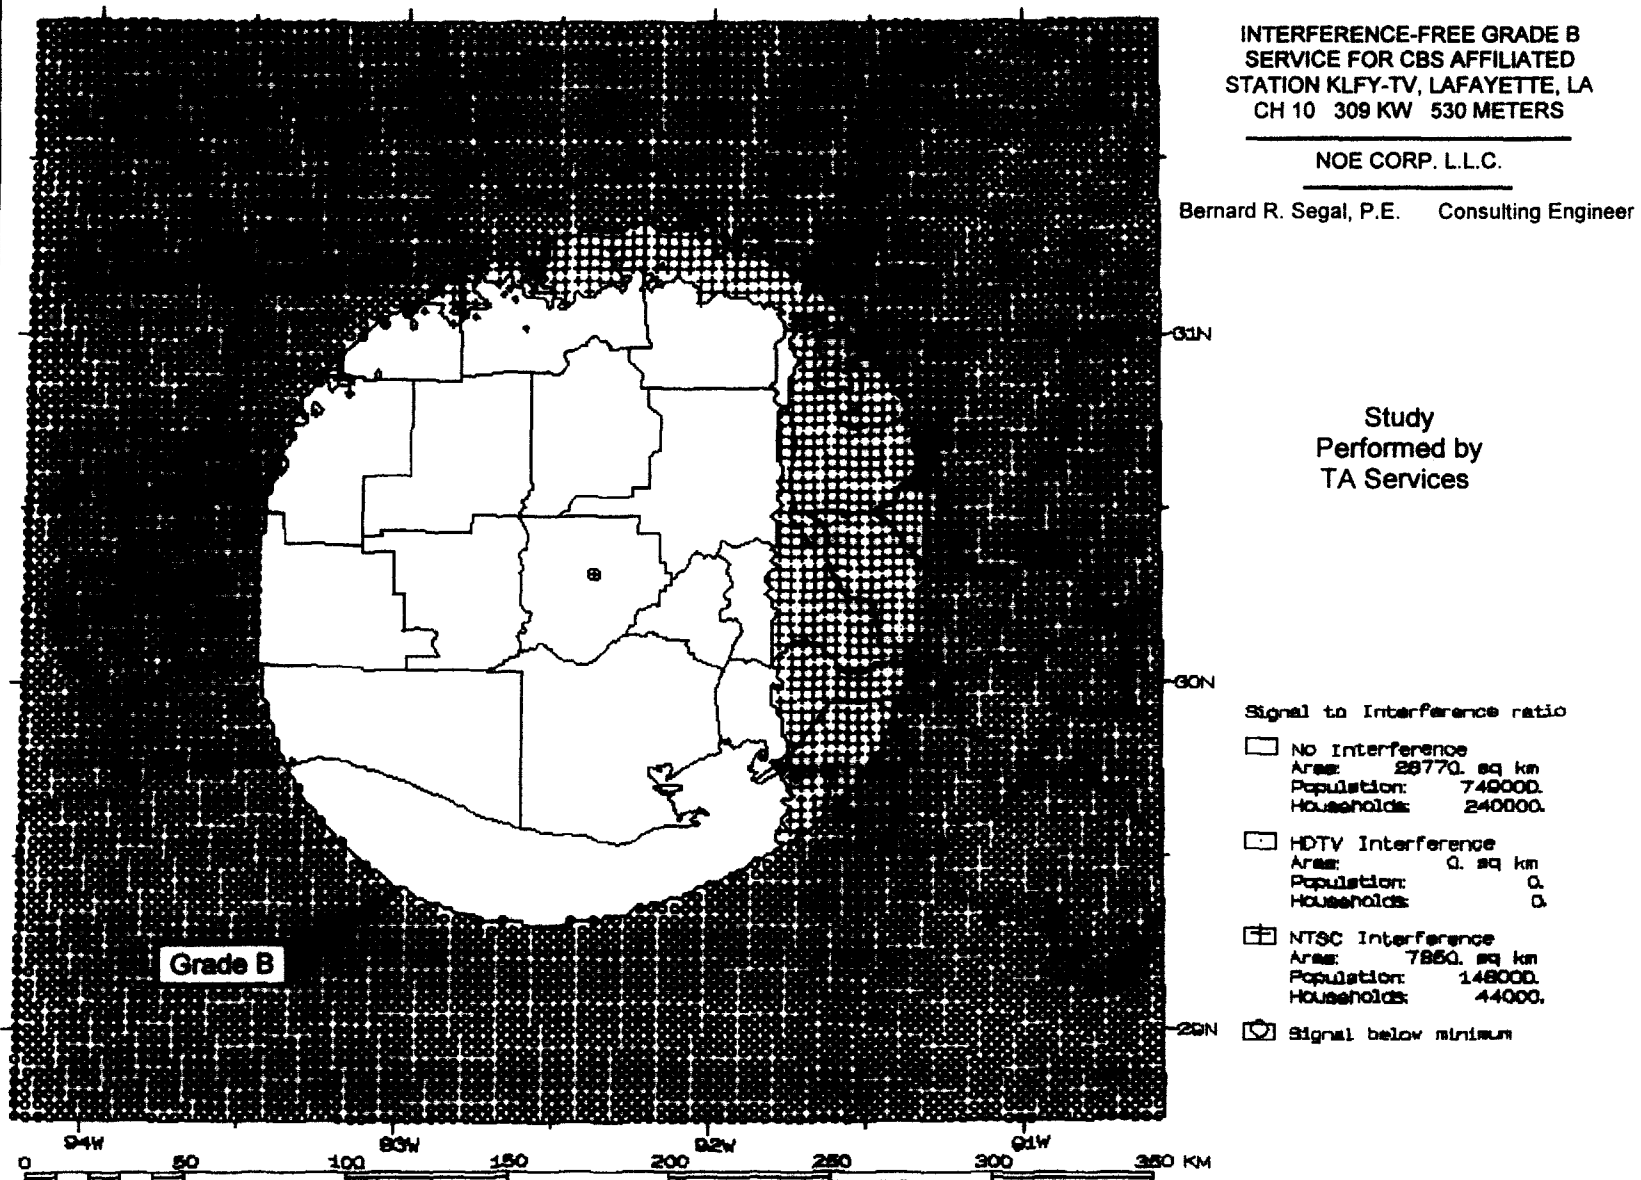 INTERFERENCE-FREE GRADE B
SERVICE FOR CBS AFFILIATED
STATION KLFY-TV, LAFAYETTE, LA
CH 10 309 KW 530 METERS
NOE CORP. L.L.C.
Bernard R. Segal, P.E. Consulting Engineer
31N
Study
Performed by
TA Services
30N
Signal to Interference ratio
No Interference
Area: 28770. sq km
Population: 749000.
Households: 240000.
HDTV Interference
Area: 0. sq km
Population: 0.
Households: 0.
NTSC Interference
Area: 7850. sq km
Population: 148000.
Households: 44000.
Grade B
29N
Signal below minimum
94W 93W 92W 91W
0 50 100 150 200 250 300 350 KM